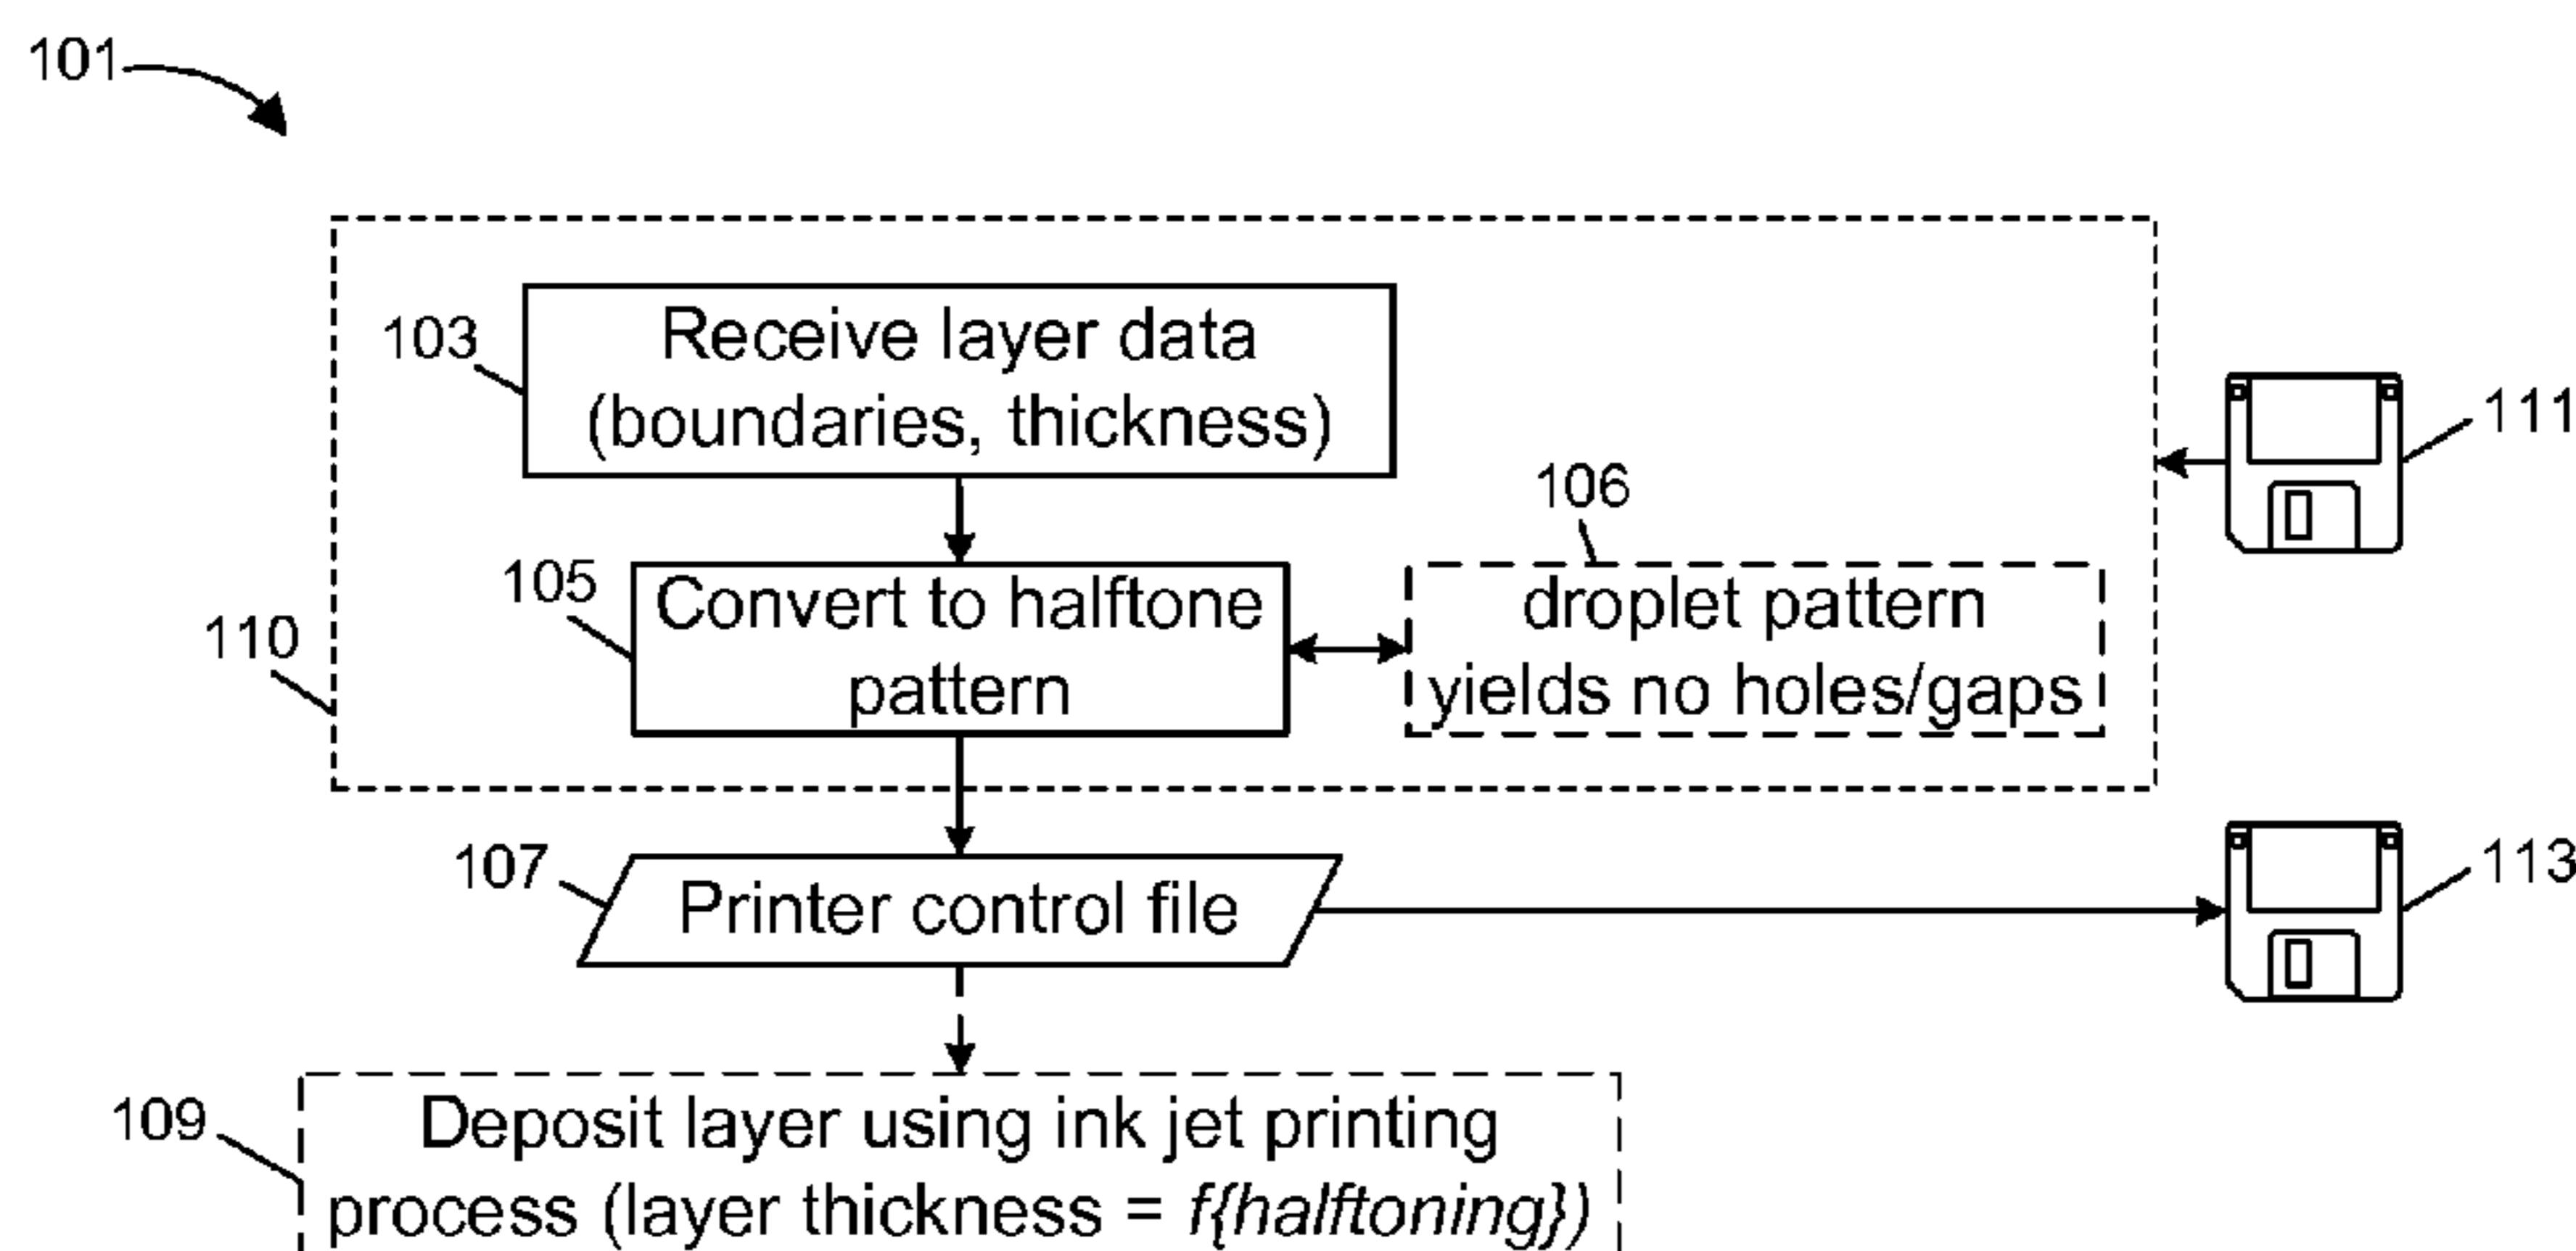 101
Receive layer data
(boundaries, thickness)
103
111
106
105
Convert to halftone
pattern
droplet pattern
yields no holes/gaps
110
107
Printer control file
113
109
Deposit layer using ink jet printing
process (layer thickness = f{halftoning})